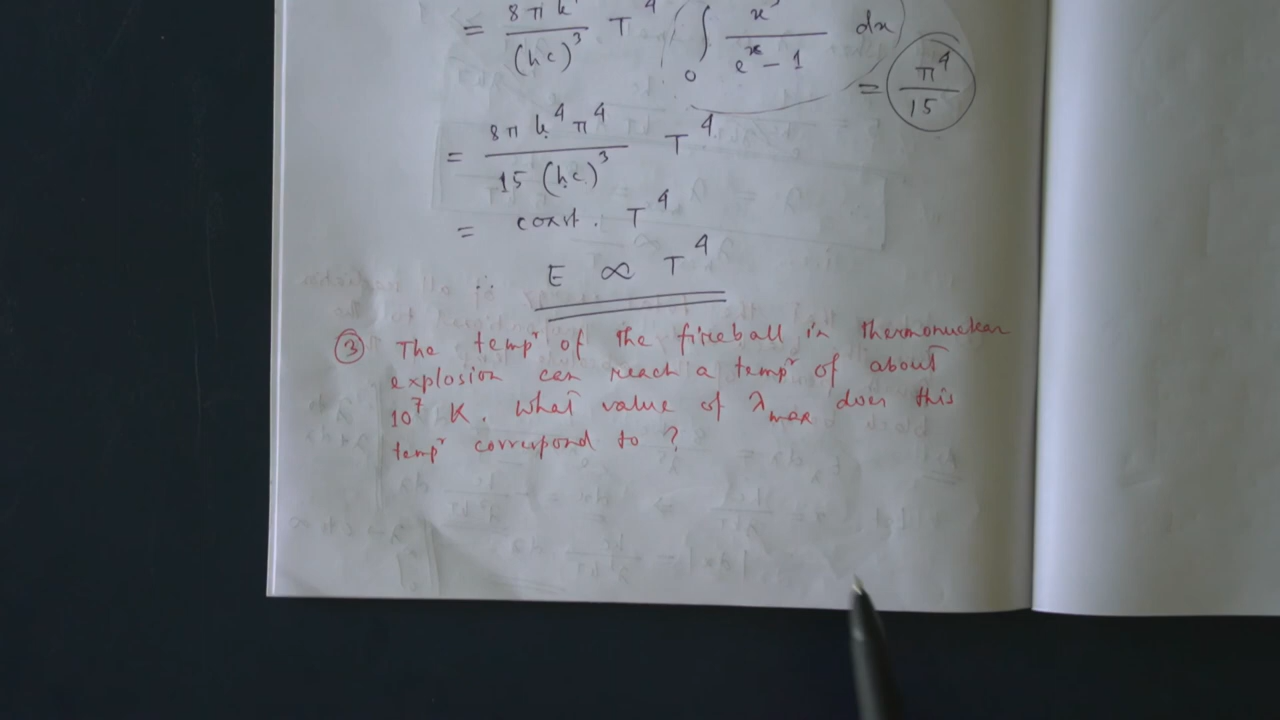 = 8πk / (hc)³ T⁴ ∫₀ x³ / eˣ - 1 dx
= π⁴ / 15
= 8π k⁴ π⁴ / 15 (hc)³ T⁴
= const. T⁴
∴ E ∝ T⁴
③ The tempʳ of the fireball in thermonuclear
explosion can reach a tempʳ of about
10⁷ K. What value of λmax does this
tempʳ correspond to ?